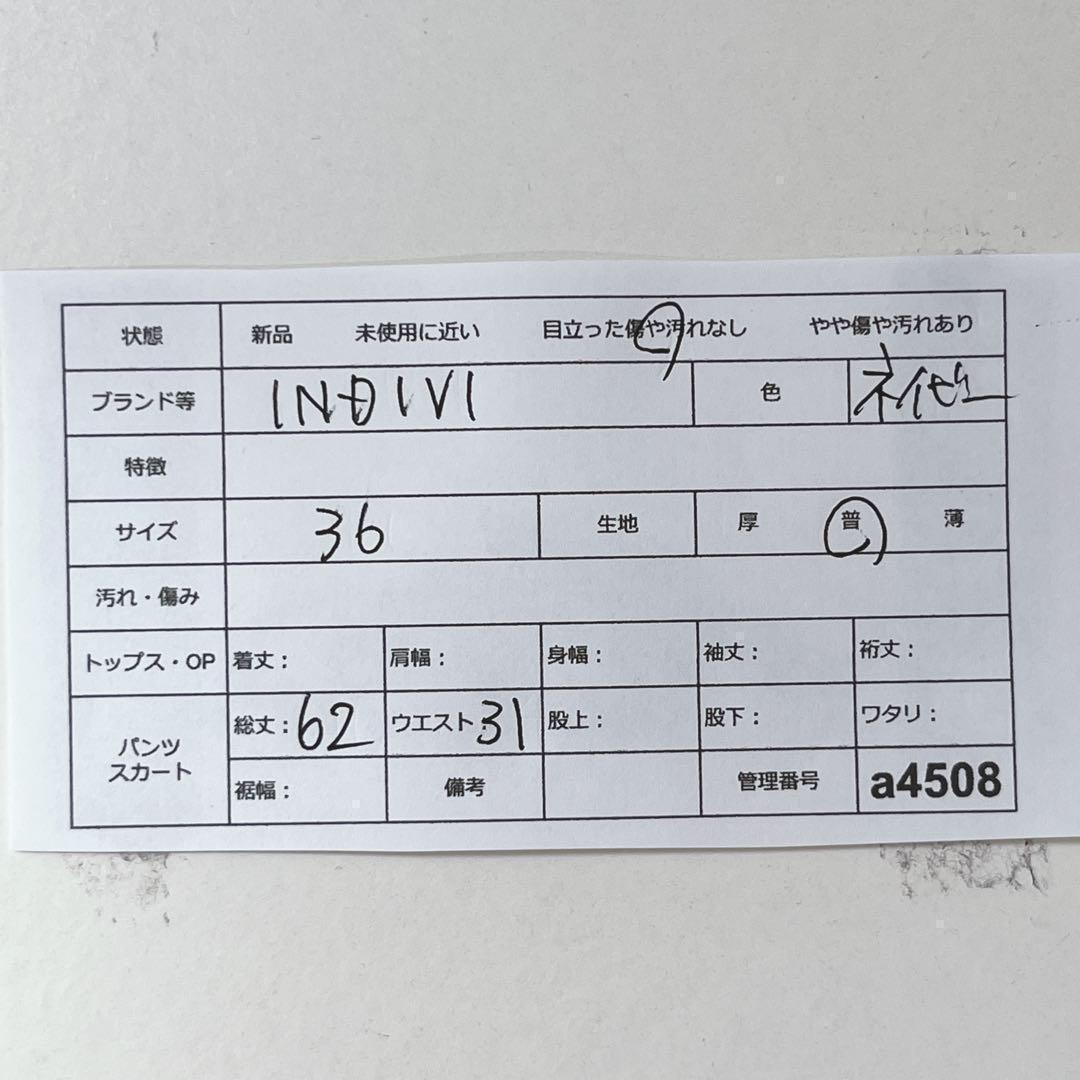 状態 新品 未使用に近い 目立った傷や汚れなし やや傷や汚れあり
ブランド等 INDIVI 色 ネイビー
特徴
サイズ 36 生地 厚 普 薄
汚れ・傷み
トップス・OP 着丈： 肩幅： 身幅： 袖丈： 裄丈：
パンツ
スカート
総丈：62 ウエスト31 股上： 股下： ワタリ：
裾幅： 備考 管理番号 a4508